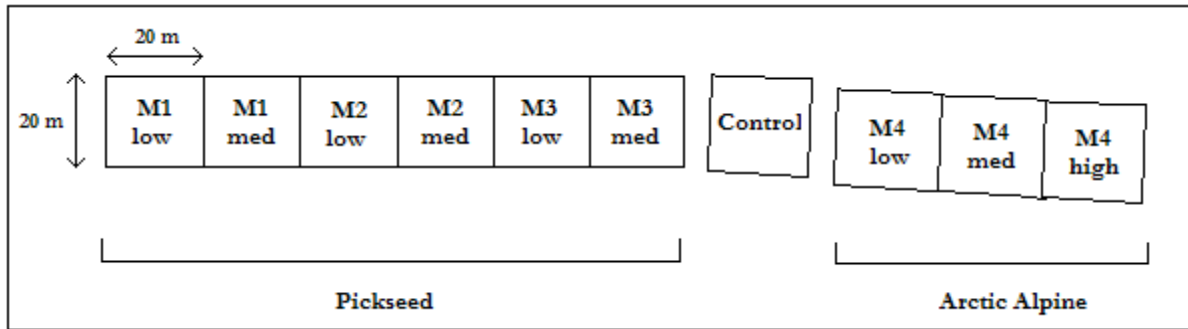 20 m
20 m
M1
low
M1
med
M2
low
M2
med
M3
low
M3
med
Control
M4
low
M4
med
M4
high
Pickseed
Arctic Alpine